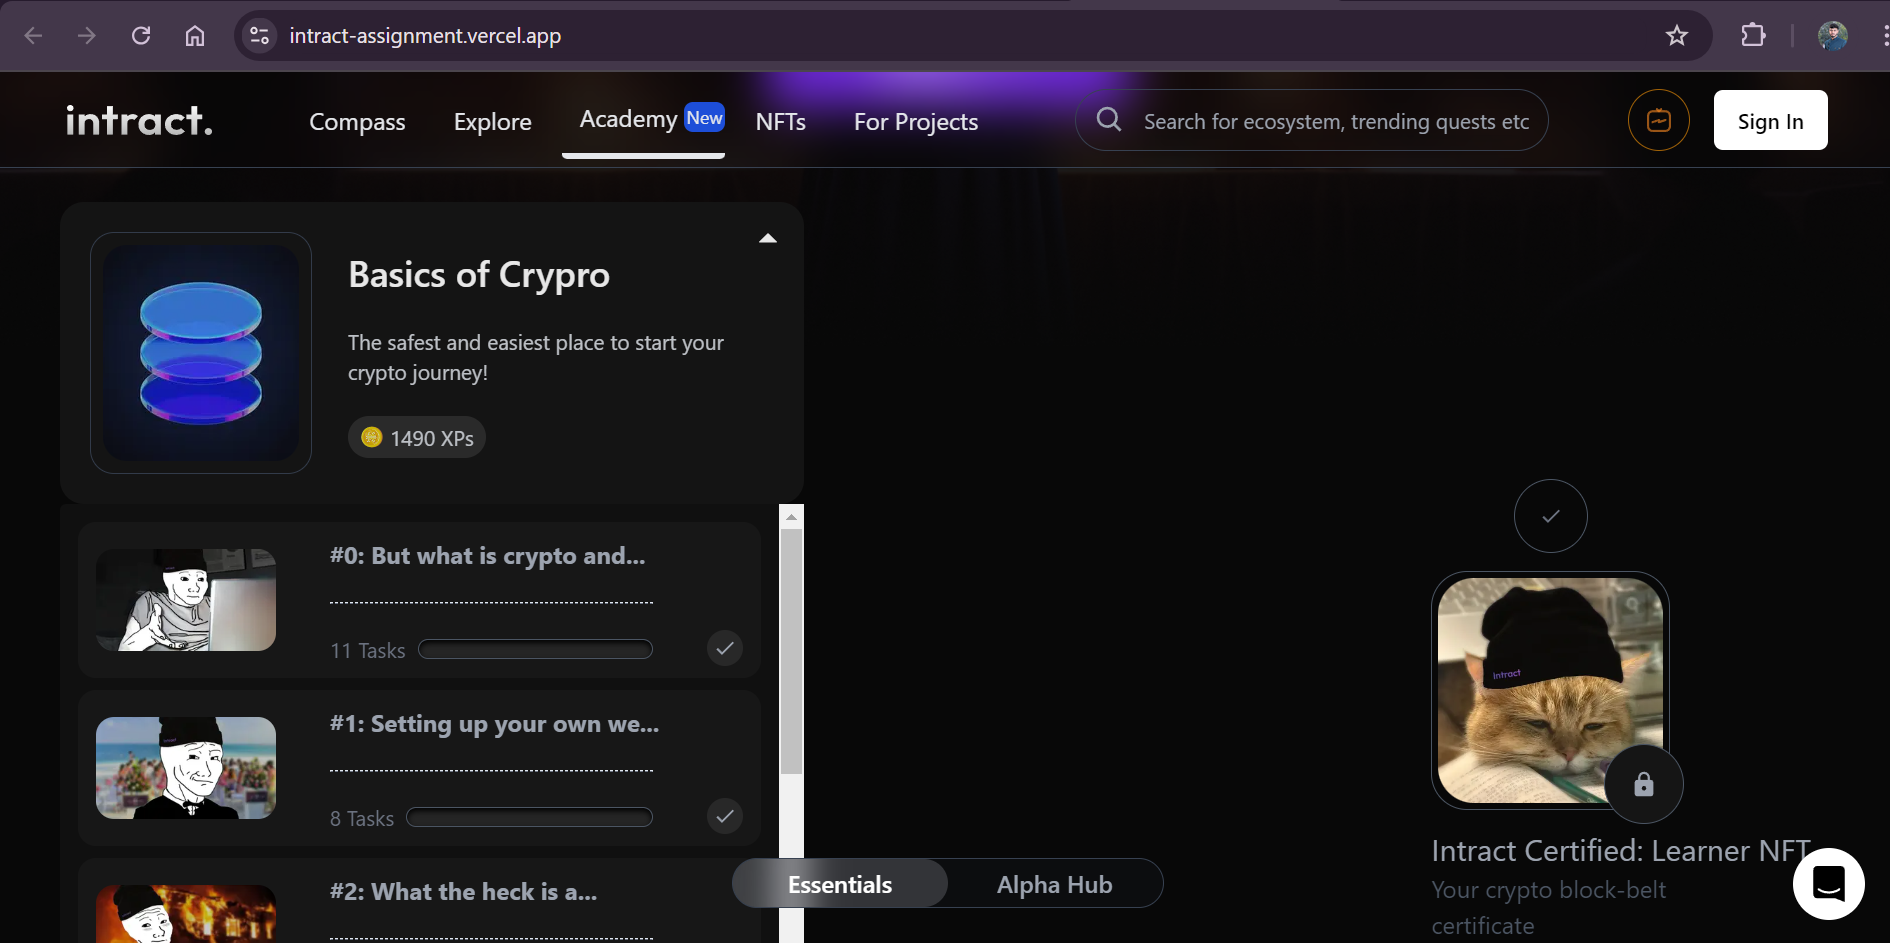 intract-assignment.vercel.app
intract.
Compass
Explore
Academy New
NFTs
For Projects
Search for ecosystem, trending quests etc
Sign In
Basics of Crypro
The safest and easiest place to start your
crypto journey!
1490 XPs
#0: But what is crypto and...
11 Tasks
#1: Setting up your own we...
8 Tasks
#2: What the heck is a...
Essentials
Alpha Hub
intract
Intract Certified: Learner NFT
Your crypto block-belt
certificate